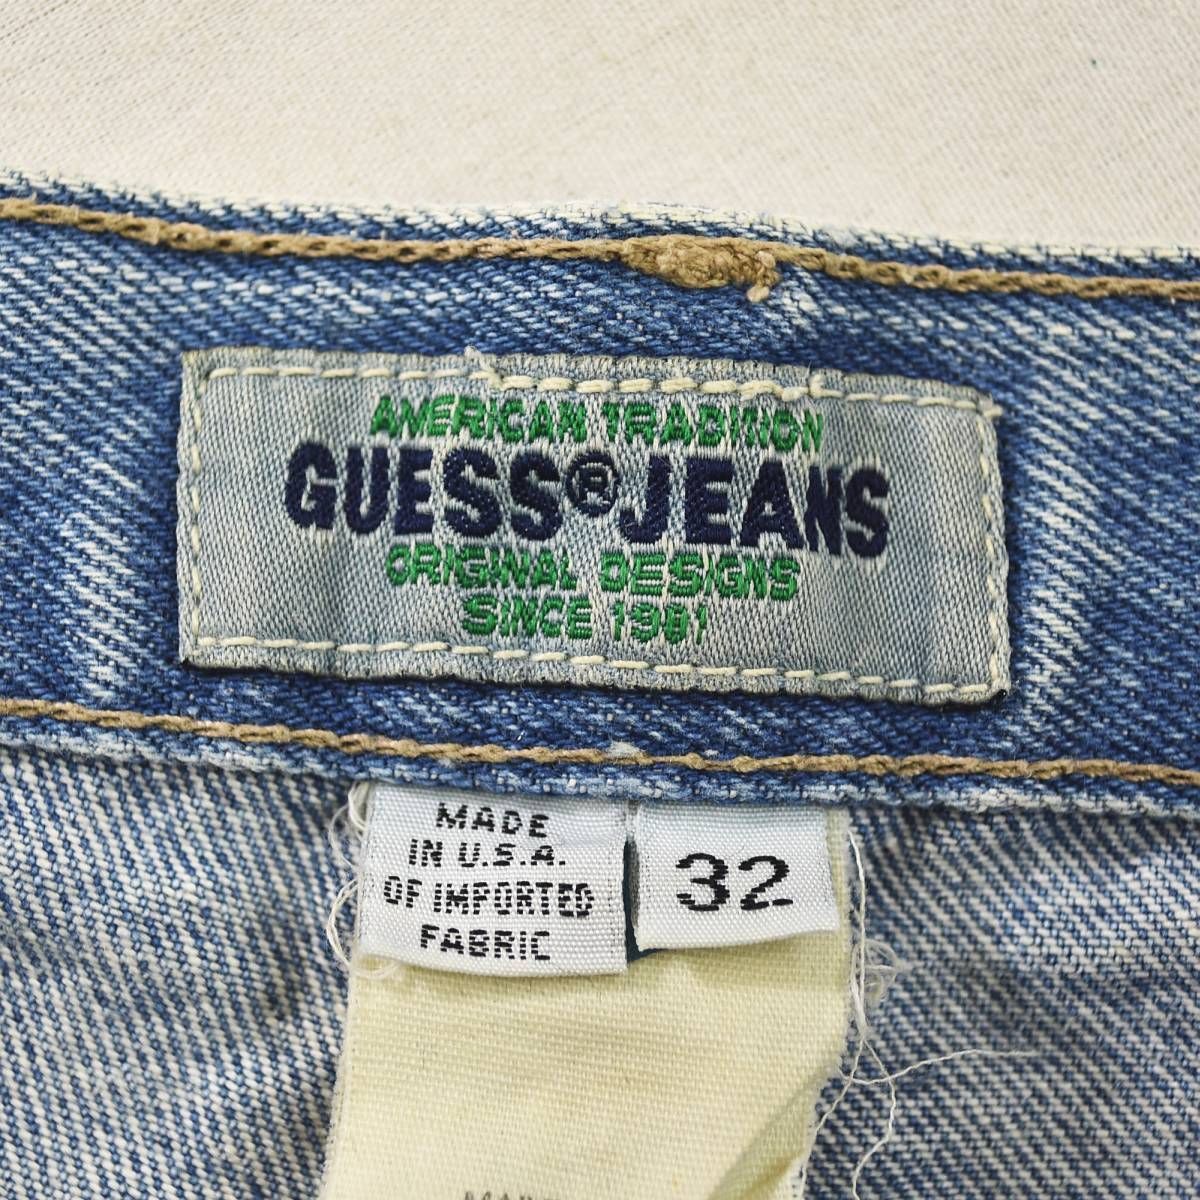 AMERICAN TRADITION
GUESS® JEANS
ORIGINAL DESIGNS
SINCE 1981
MADE
IN U.S.A.
OF IMPORTED
FABRIC
32